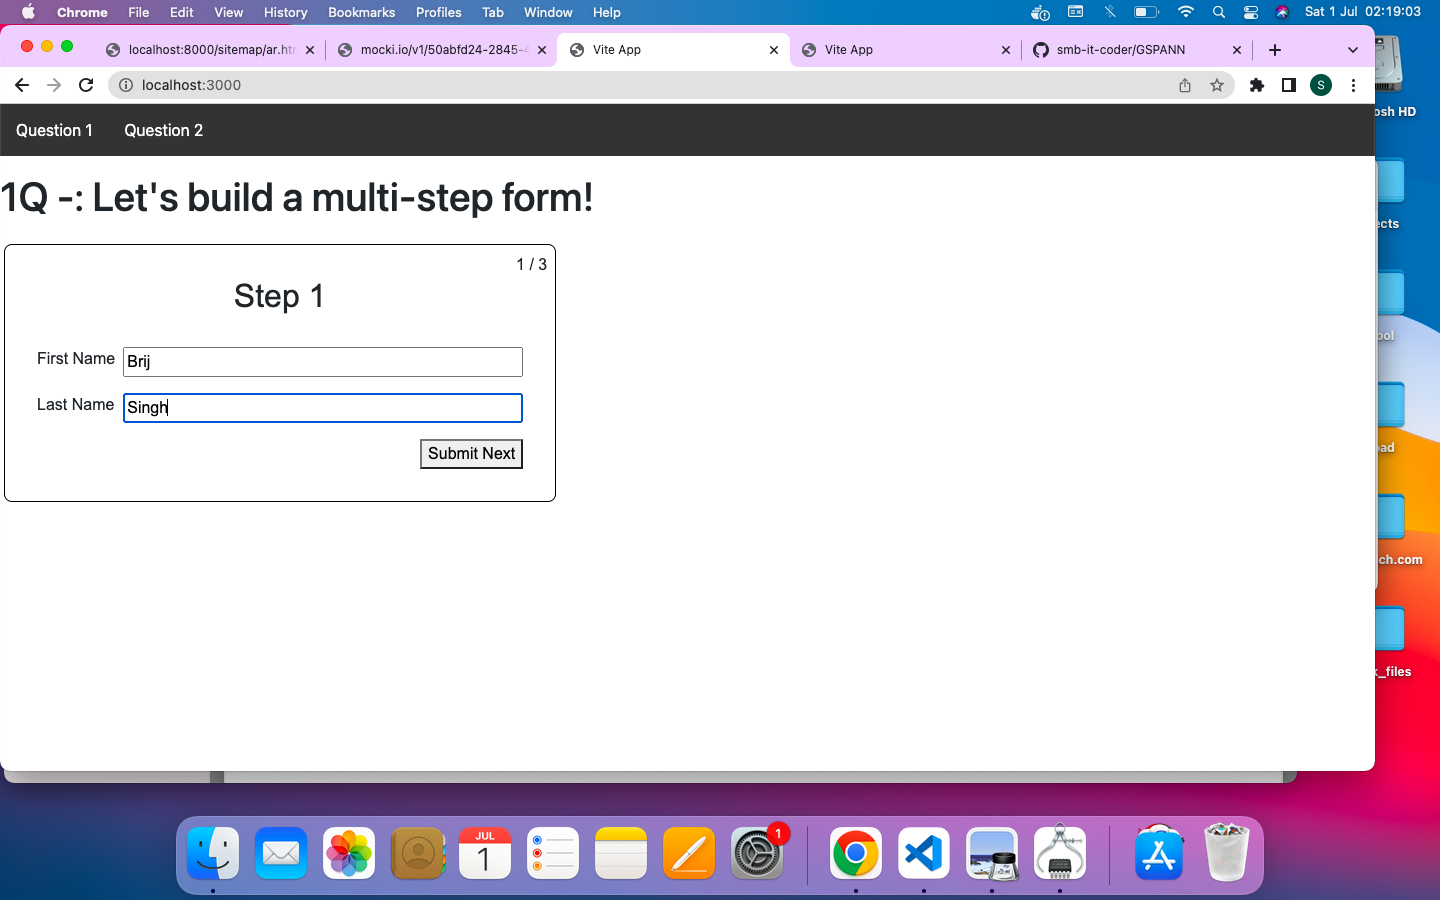 Chrome File Edit View History Bookmarks Profiles Tab Window Help Sat 1 Jul 02:19:03
localhost:8000/sitemap/ar.htm mocki.io/v1/50abfd24-2845-4 Vite App Vite App smb-it-coder/GSPANN
localhost:3000 S
Question 1 Question 2
1Q -: Let's build a multi-step form!
1 / 3
Step 1
First Name Brij
Last Name Singh
Submit Next
osh HD
ects
ool
ad
ch.com
k_files
JUL
1
1